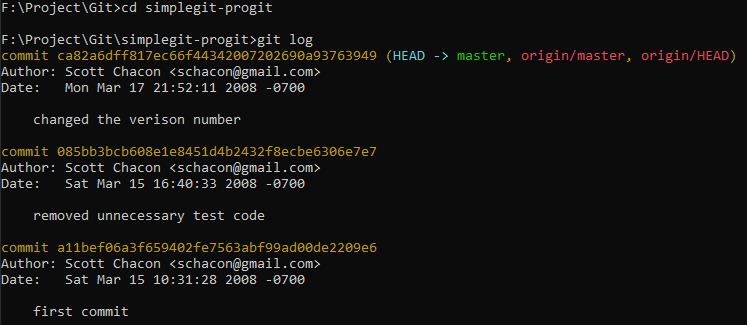 F:\Project\Git>cd simplegit-progit
F:\Project\Git\simplegit-progit>git log
commit ca82a6dff817ec66f44342007202690a93763949 (HEAD -> master, origin/master, origin/HEAD)
Author: Scott Chacon <schacon@gmail.com>
Date:   Mon Mar 17 21:52:11 2008 -0700
changed the verison number
commit 085bb3bcb608e1e8451d4b2432f8ecbe6306e7e7
Author: Scott Chacon <schacon@gmail.com>
Date:   Sat Mar 15 16:40:33 2008 -0700
removed unnecessary test code
commit a11bef06a3f659402fe7563abf99ad00de2209e6
Author: Scott Chacon <schacon@gmail.com>
Date:   Sat Mar 15 10:31:28 2008 -0700
first commit